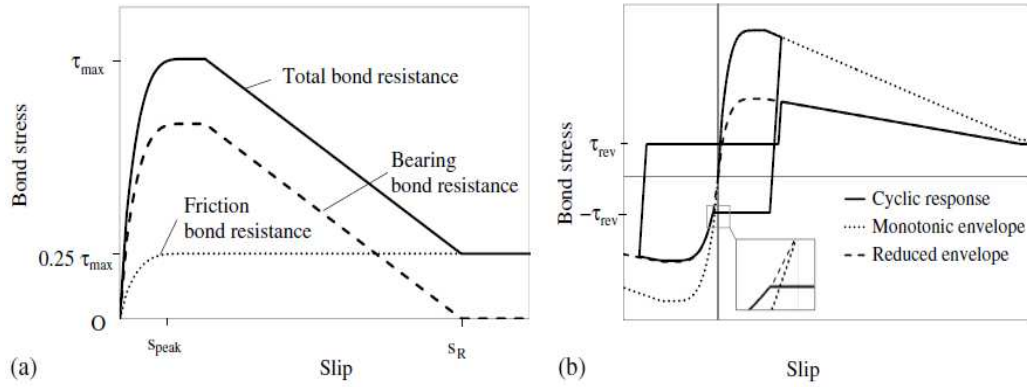 τmax
Total bond resistance
Bearing
bond resistance
Friction
bond resistance
0.25 τmax
O
speak
sR
Bond stress
(a)
Slip
τrev
−τrev
Bond stress
Cyclic response
Monotonic envelope
Reduced envelope
(b)
Slip